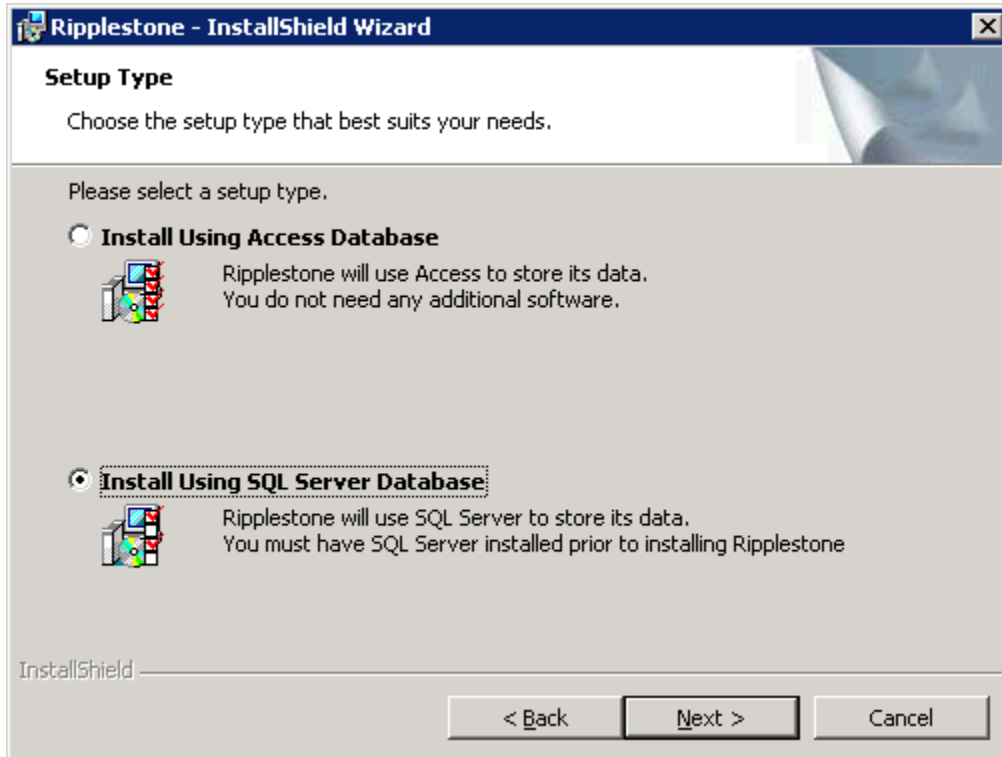 Ripplestone - InstallShield Wizard
Setup Type
Choose the setup type that best suits your needs.
Please select a setup type.
Install Using Access Database
Ripplestone will use Access to store its data.
You do not need any additional software.
Install Using SQL Server Database
Ripplestone will use SQL Server to store its data.
You must have SQL Server installed prior to installing Ripplestone
InstallShield
< Back Next > Cancel